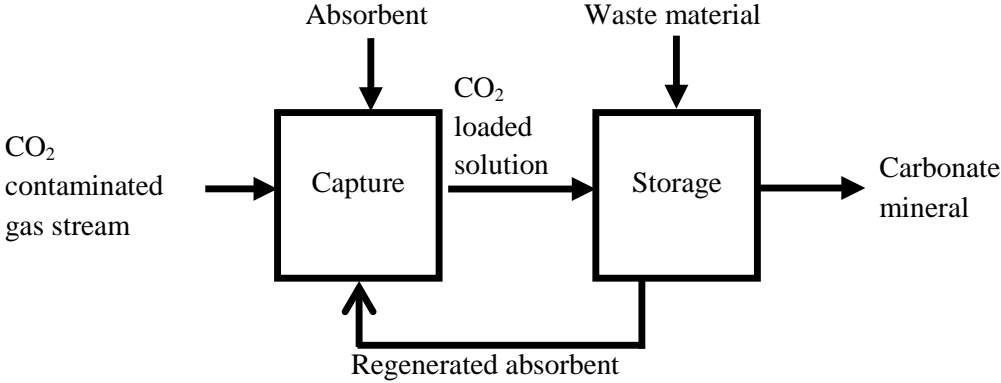 Absorbent
Waste material
CO₂
contaminated
gas stream
Capture
CO₂
loaded
solution
Storage
Carbonate
mineral
Regenerated absorbent